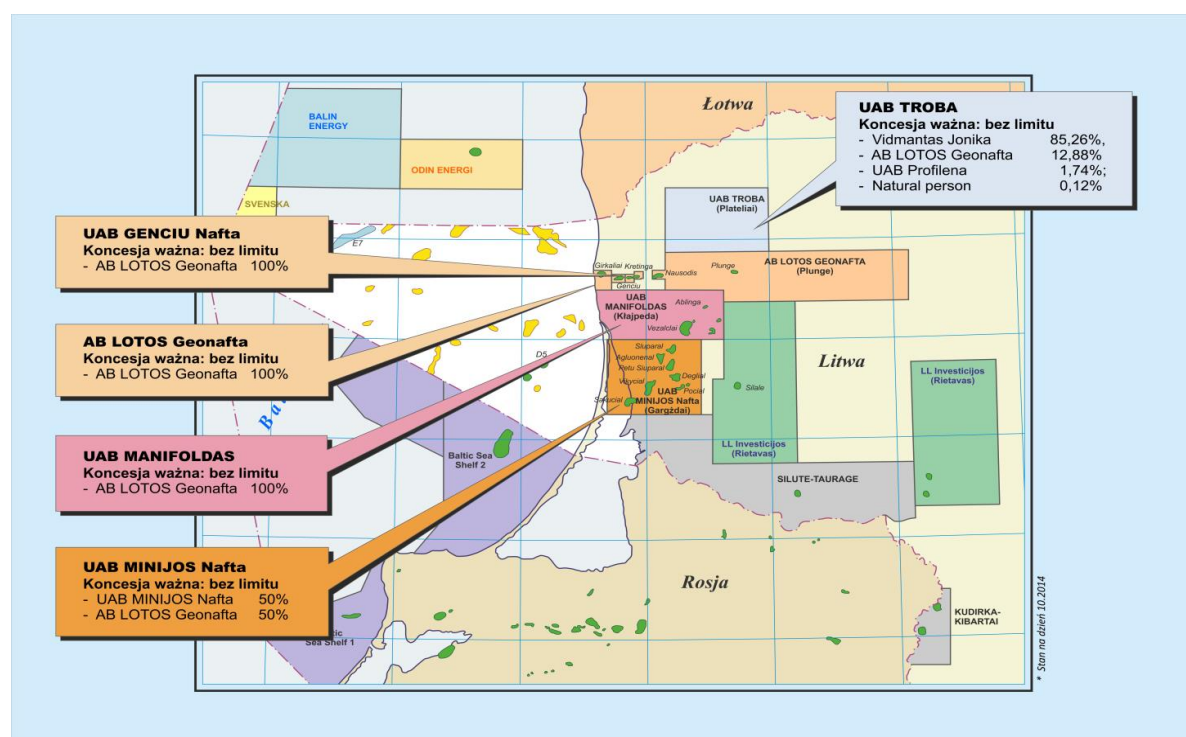 UAB TROBA
Koncesja ważna: bez limitu
- Vidmantas Jonika 85,26%,
- AB LOTOS Geonafta 12,88%
- UAB Profilena 1,74%;
- Natural person 0,12%
UAB GENCIU Nafta
Koncesja ważna: bez limitu
- AB LOTOS Geonafta 100%
AB LOTOS Geonafta
Koncesja ważna: bez limitu
- AB LOTOS Geonafta 100%
UAB MANIFOLDAS
Koncesja ważna: bez limitu
- AB LOTOS Geonafta 100%
UAB MINIJOS Nafta
Koncesja ważna: bez limitu
- UAB MINIJOS Nafta 50%
- AB LOTOS Geonafta 50%
Łotwa
BALIN
ENERGY
ODIN ENERGI
SVENSKA
E7
UAB TROBA
(Plateliai)
AB LOTOS GEONAFTA
(Plunge)
Plunge
Girkaliai
Kretinga
Nausodis
Genciu
UAB
MANIFOLDAS
(Kłajpeda)
Ablinga
Vezaiciai
D5
Siuparai
Agluonenai
Pietu Siuparai
Degliai
Vilkyciai
Pociai
Sakuciai
UAB
MINIJOS Nafta
(Gargżdai)
Silale
LL Investicijos
(Rietavas)
Litwa
LL Investicijos
(Rietavas)
SILUTE-TAURAGE
Baltic Sea
Shelf 2
Sea Shelf 1
Rosja
KUDIRKA-
KIBARTAI
* Stan na dzień 10.2014